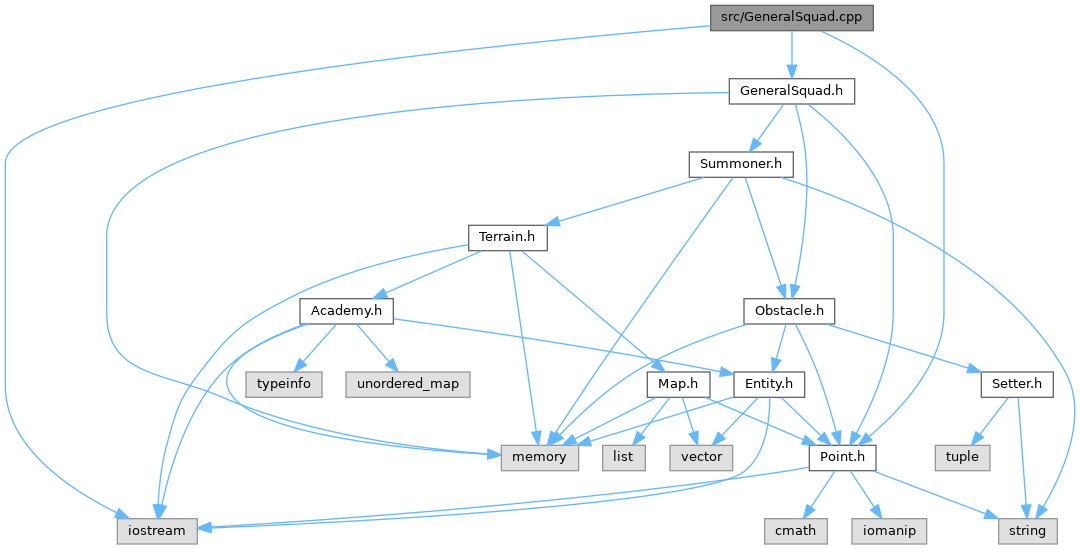 src/GeneralSquad.cpp
GeneralSquad.h
Summoner.h
Terrain.h
Academy.h
Obstacle.h
typeinfo
unordered_map
Map.h
Entity.h
Setter.h
memory
list
vector
Point.h
tuple
iostream
cmath
iomanip
string